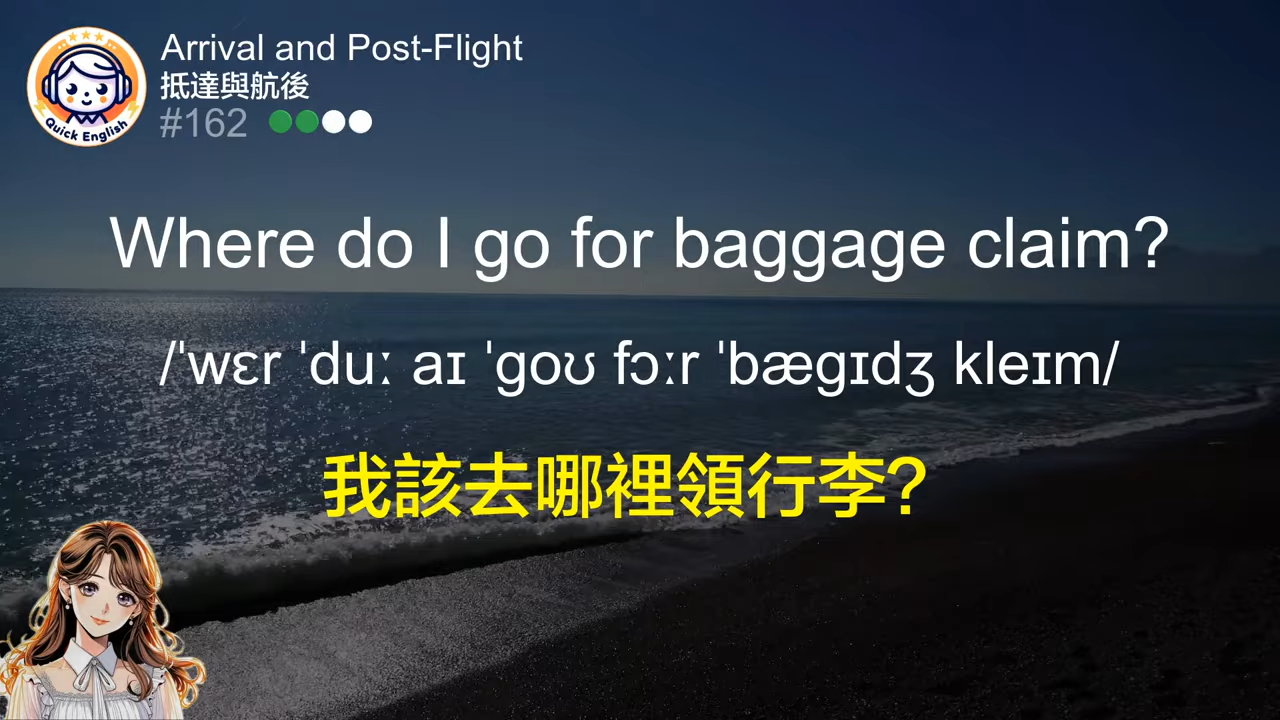 Arrival and Post-Flight
抵達與航後
#162
Quick English
Where do I go for baggage claim?
/ˈwɛr ˈduː aɪ ˈɡoʊ fɔːr ˈbæɡɪdʒ kleɪm/
我該去哪裡領行李?